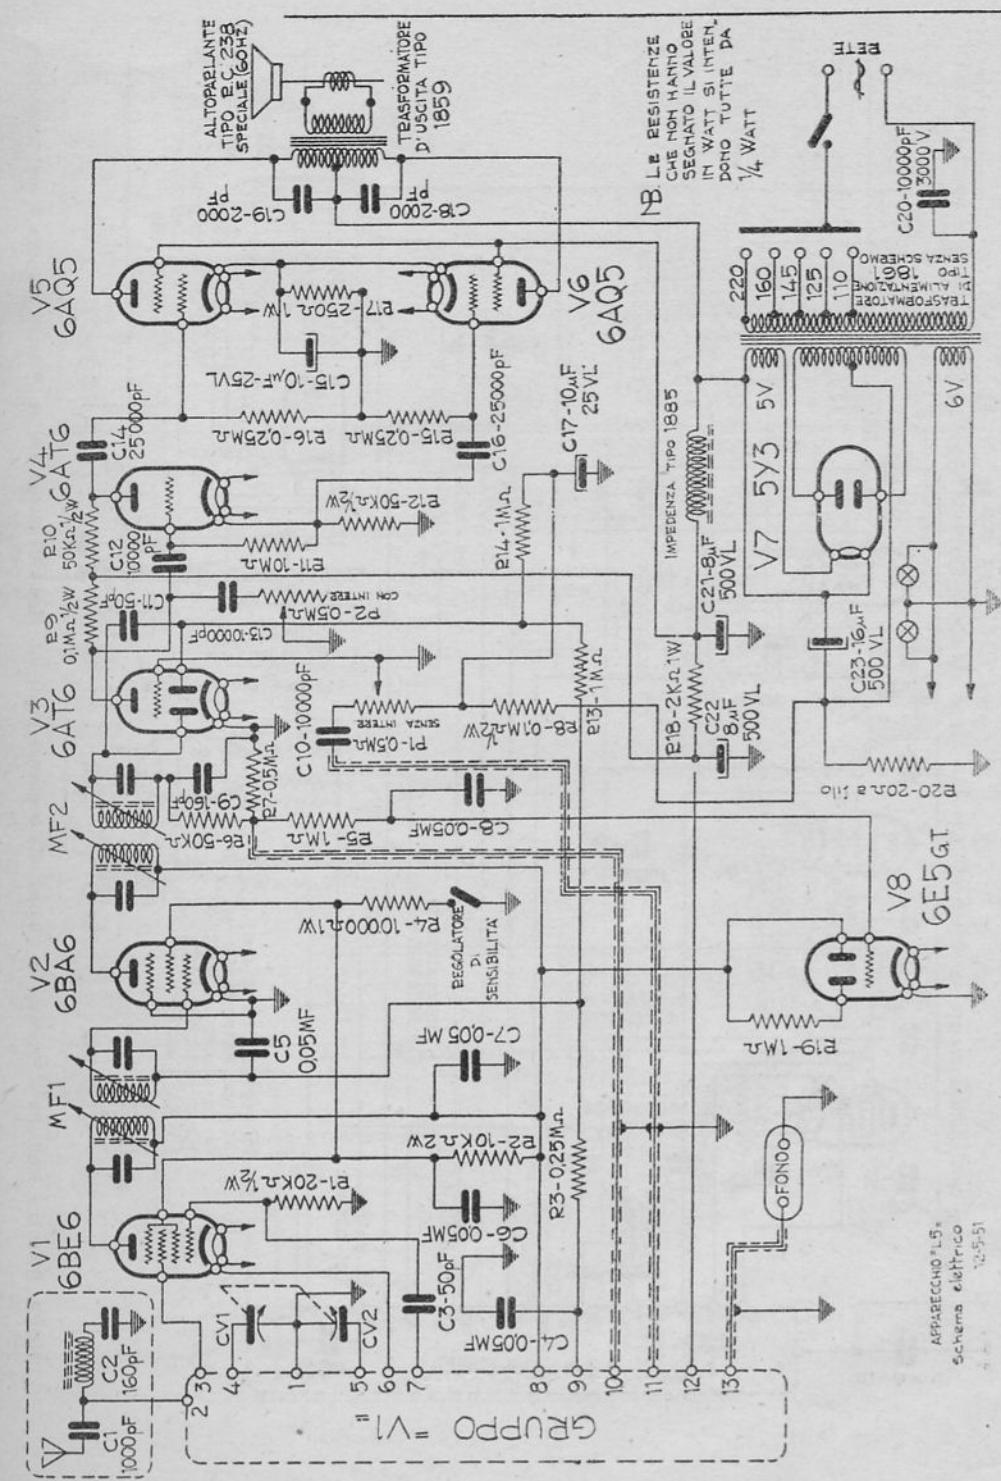 ALTOPARLANTE
TIPO R.C. 238
SPECIALE (60HZ)
TRASFORMATORE
D'USCITA TIPO
1859
NB. LE RESISTENZE
CHE NON HANNO
SEGNATO IL VALORE
IN WATT SI INTEN_
DONO TUTTE DA
1/4 WATT
RETE
C20-10000pF
3000V
220
160
145
125
110
TRASFORMATORE
DI ALIMENTAZIONE
TIPO 1861
SENZA SCHERMO
C19-2000
PF
C18-2000
PF
V5
6AQ5
V6
6AQ5
R17-250Ω 1W
C15-10µF-25VL
R16-0,25MΩ
R15-0,25MΩ
C16-25000pF
C17-10µF
25VL
IMPEDENZA TIPO 1885
5V
6V
V7 5Y3
C14
25000pF
V4
6AT6
R10
50KΩ ½W
C12
10000
PF
R12-50KΩ ½W
R11-10MΩ
R14-1MΩ
C21-8µF
500VL
C23-16µF
500 VL
R9
0,1MΩ ½W
C11-50pF
C13-10000pF
CON INTERR
P2-0,5MΩ
V3
6AT6
C10-10000pF
SENZA INTERR
P1-0,5MΩ
R8-0,1MΩ ½W
R13-1MΩ
R18-2KΩ 1W
C22
8µF
500VL
R20-20Ω a filo
MF2
C9-160pF
R7-0,5MΩ
R6-50KΩ
R5-1MΩ
C8-0,05MF
V2
6BA6
R4-10000Ω 1W
REGOLATORE
DI
SENSIBILITA'
C5
0,05MF
V8
6E5GT
R19-1MΩ
MF1
C7-0,05MF
R2-10KΩ 2W
R3-0,25MΩ
V1
6BE6
R1-20KΩ ½W
C6-0,05MF
C3-50pF
C4-0,05MF
CV1
CV2
FONO
C2
160pF
C1
1000pF
2
3
4
1
5
6
7
8
9
10
11
12
13
GRUPPO "V1"
APPARECCHIO "L5"
Schema elettrico
12-5-51